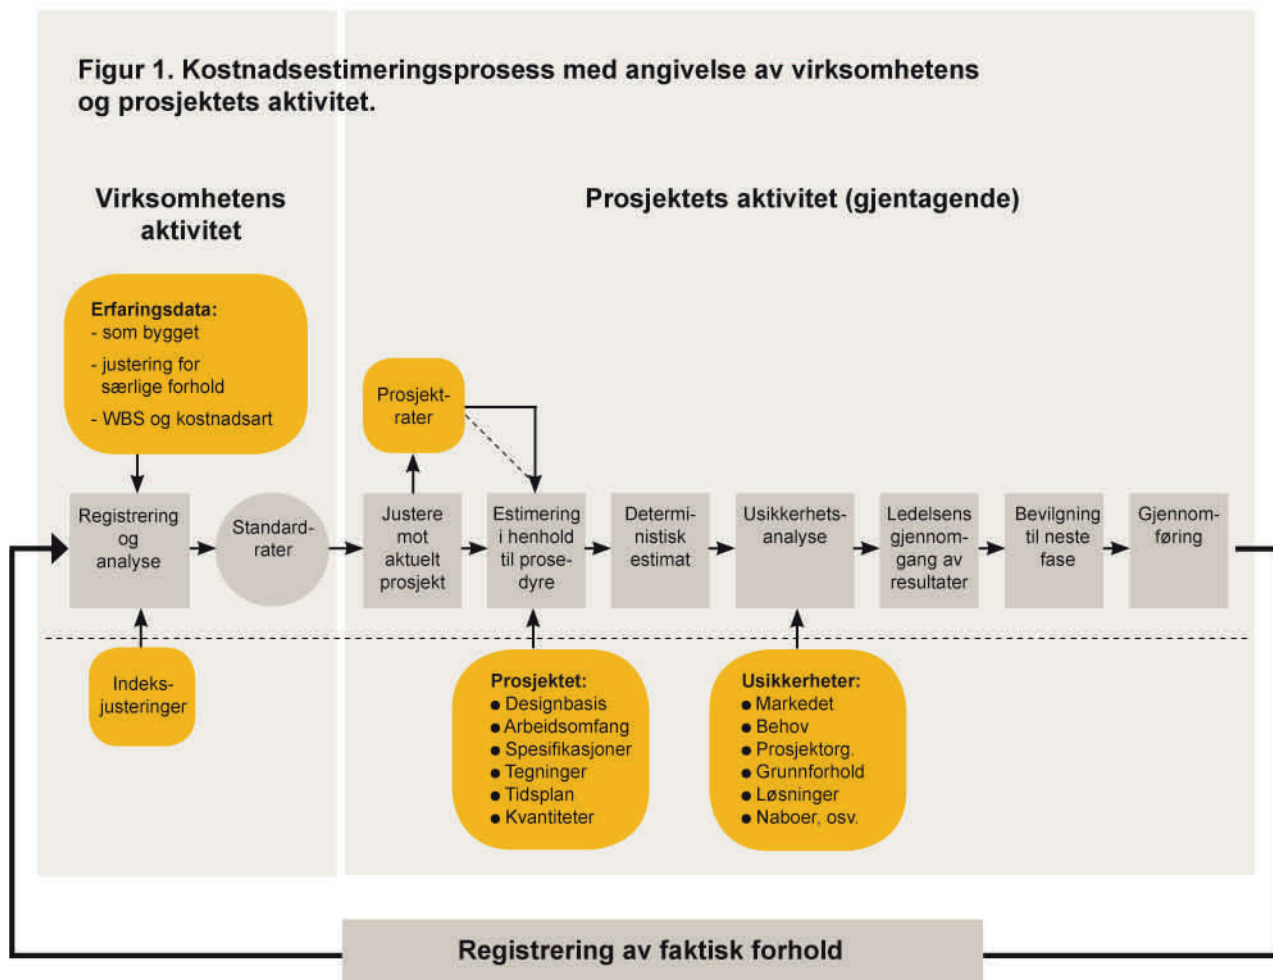 Figur 1. Kostnadsestimeringsprosess med angivelse av virksomhetens
og prosjektets aktivitet.
Virksomhetens
aktivitet
Prosjektets aktivitet (gjentagende)
Erfaringsdata:
- som bygget
- justering for
særlige forhold
- WBS og kostnadsart
Prosjekt-
rater
Registrering
og
analyse
Standard-
rater
Justere
mot
aktuelt
prosjekt
Estimering
i henhold
til prose-
dyre
Determi-
nistisk
estimat
Usikkerhets-
analyse
Ledelsens
gjennom-
gang av
resultater
Bevilgning
til neste
fase
Gjennom-
føring
Indeks-
justeringer
Prosjektet:
● Designbasis
● Arbeidsomfang
● Spesifikasjoner
● Tegninger
● Tidsplan
● Kvantiteter
Usikkerheter:
● Markedet
● Behov
● Prosjektorg.
● Grunnforhold
● Løsninger
● Naboer, osv.
Registrering av faktisk forhold